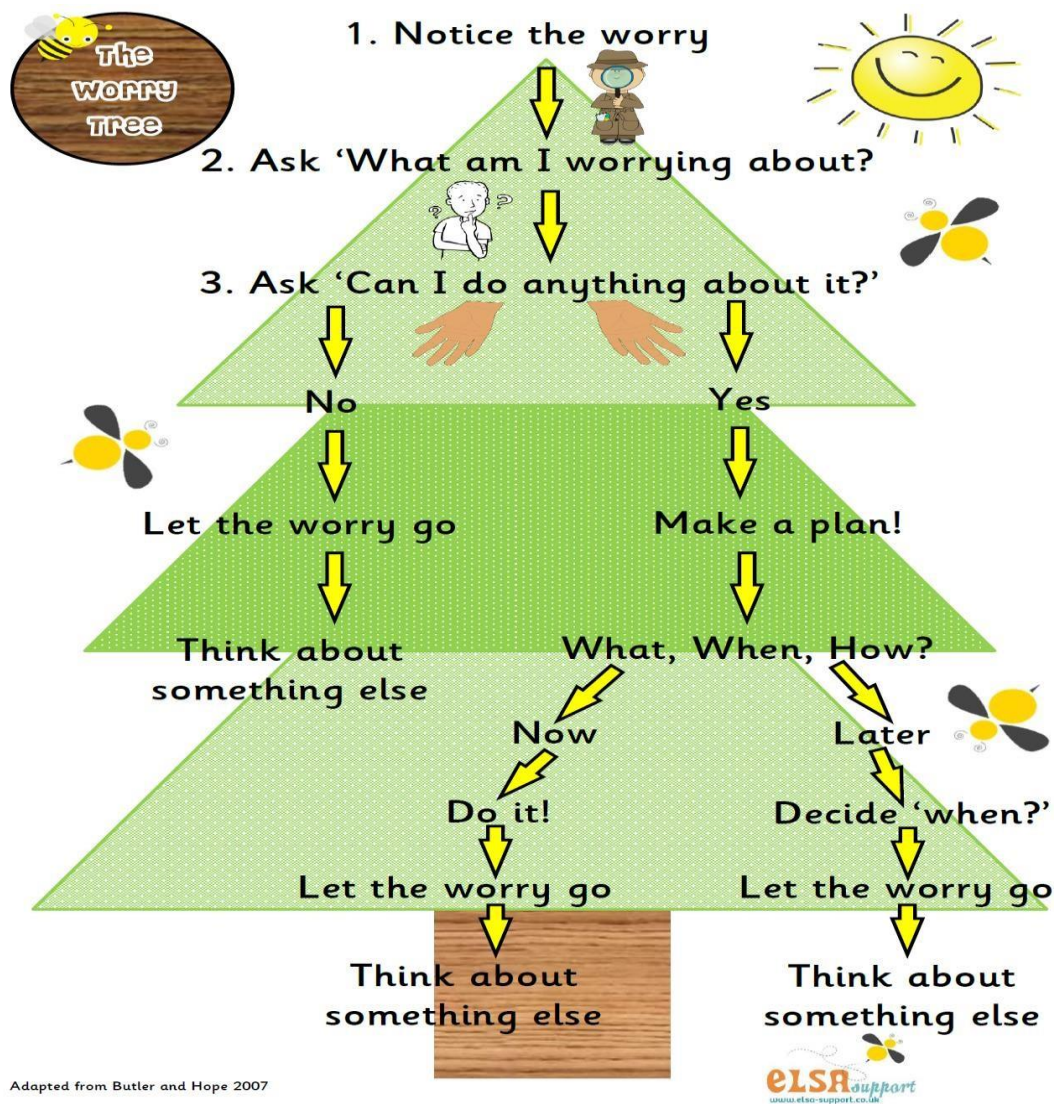 The
Worry
Tree
1. Notice the worry
2. Ask ‘What am I worrying about?
3. Ask ‘Can I do anything about it?’
No
Yes
Let the worry go
Make a plan!
Think about
something else
What, When, How?
Now
Later
Do it!
Decide ‘when?’
Let the worry go
Let the worry go
Think about
something else
Think about
something else
Adapted from Butler and Hope 2007
ELSA support
www.elsa-support.co.uk